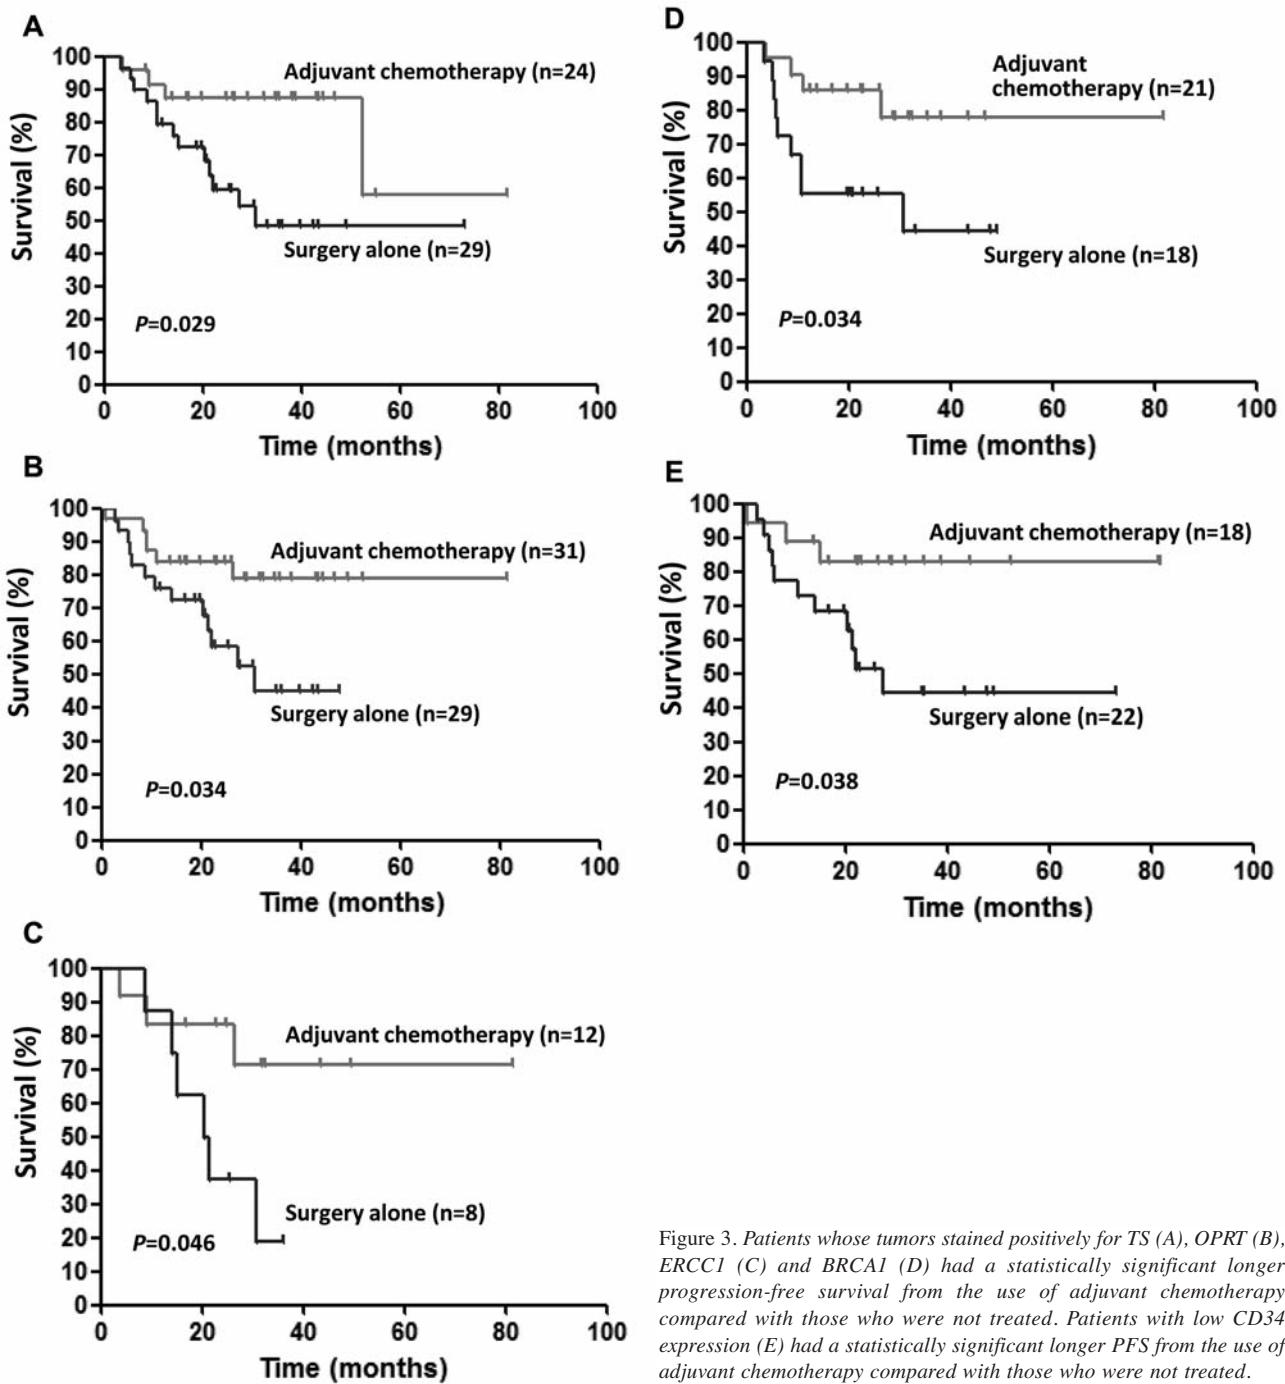 A
100
90
80
70
60
50
40
30
20
10
0
Survival (%)
Adjuvant chemotherapy (n=24)
Surgery alone (n=29)
P=0.029
0 20 40 60 80 100
Time (months)
B
100
90
80
70
60
50
40
30
20
10
0
Survival (%)
Adjuvant chemotherapy (n=31)
Surgery alone (n=29)
P=0.034
0 20 40 60 80 100
Time (months)
C
100
90
80
70
60
50
40
30
20
10
0
Survival (%)
Adjuvant chemotherapy (n=12)
Surgery alone (n=8)
P=0.046
0 20 40 60 80 100
Time (months)
D
100
90
80
70
60
50
40
30
20
10
0
Survival (%)
Adjuvant
chemotherapy (n=21)
Surgery alone (n=18)
P=0.034
0 20 40 60 80 100
Time (months)
E
100
90
80
70
60
50
40
30
20
10
0
Survival (%)
Adjuvant chemotherapy (n=18)
Surgery alone (n=22)
P=0.038
0 20 40 60 80 100
Time (months)
Figure 3. Patients whose tumors stained positively for TS (A), OPRT (B),
ERCC1 (C) and BRCA1 (D) had a statistically significant longer
progression-free survival from the use of adjuvant chemotherapy
compared with those who were not treated. Patients with low CD34
expression (E) had a statistically significant longer PFS from the use of
adjuvant chemotherapy compared with those who were not treated.